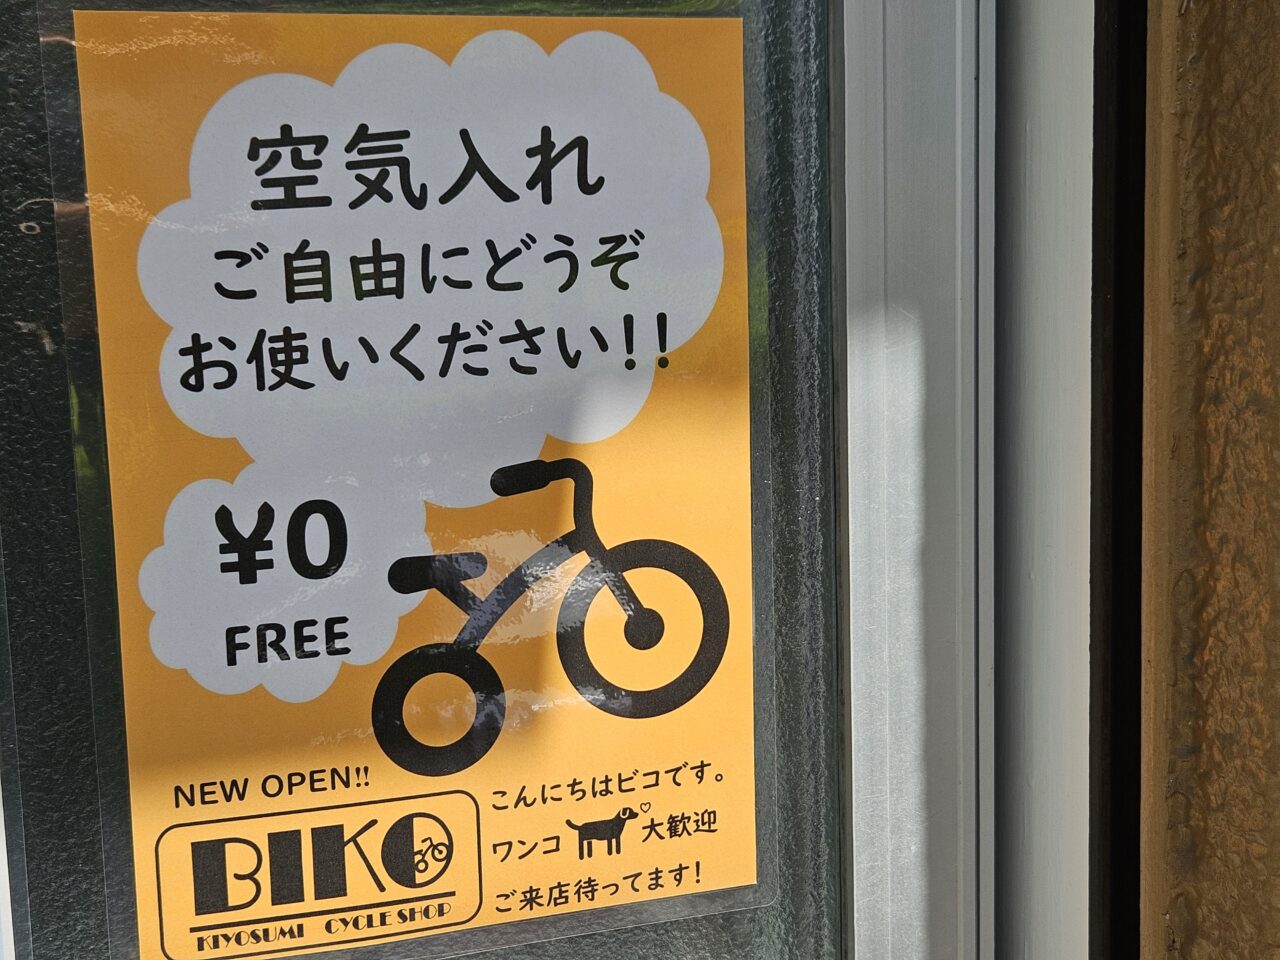 空気入れ
ご自由にどうぞ
お使いください!!
¥0
FREE
NEW OPEN!!
BIKO
KIYOSUMI CYCLE SHOP
こんにちはビコです。
ワンコ 大歓迎
ご来店待ってます!